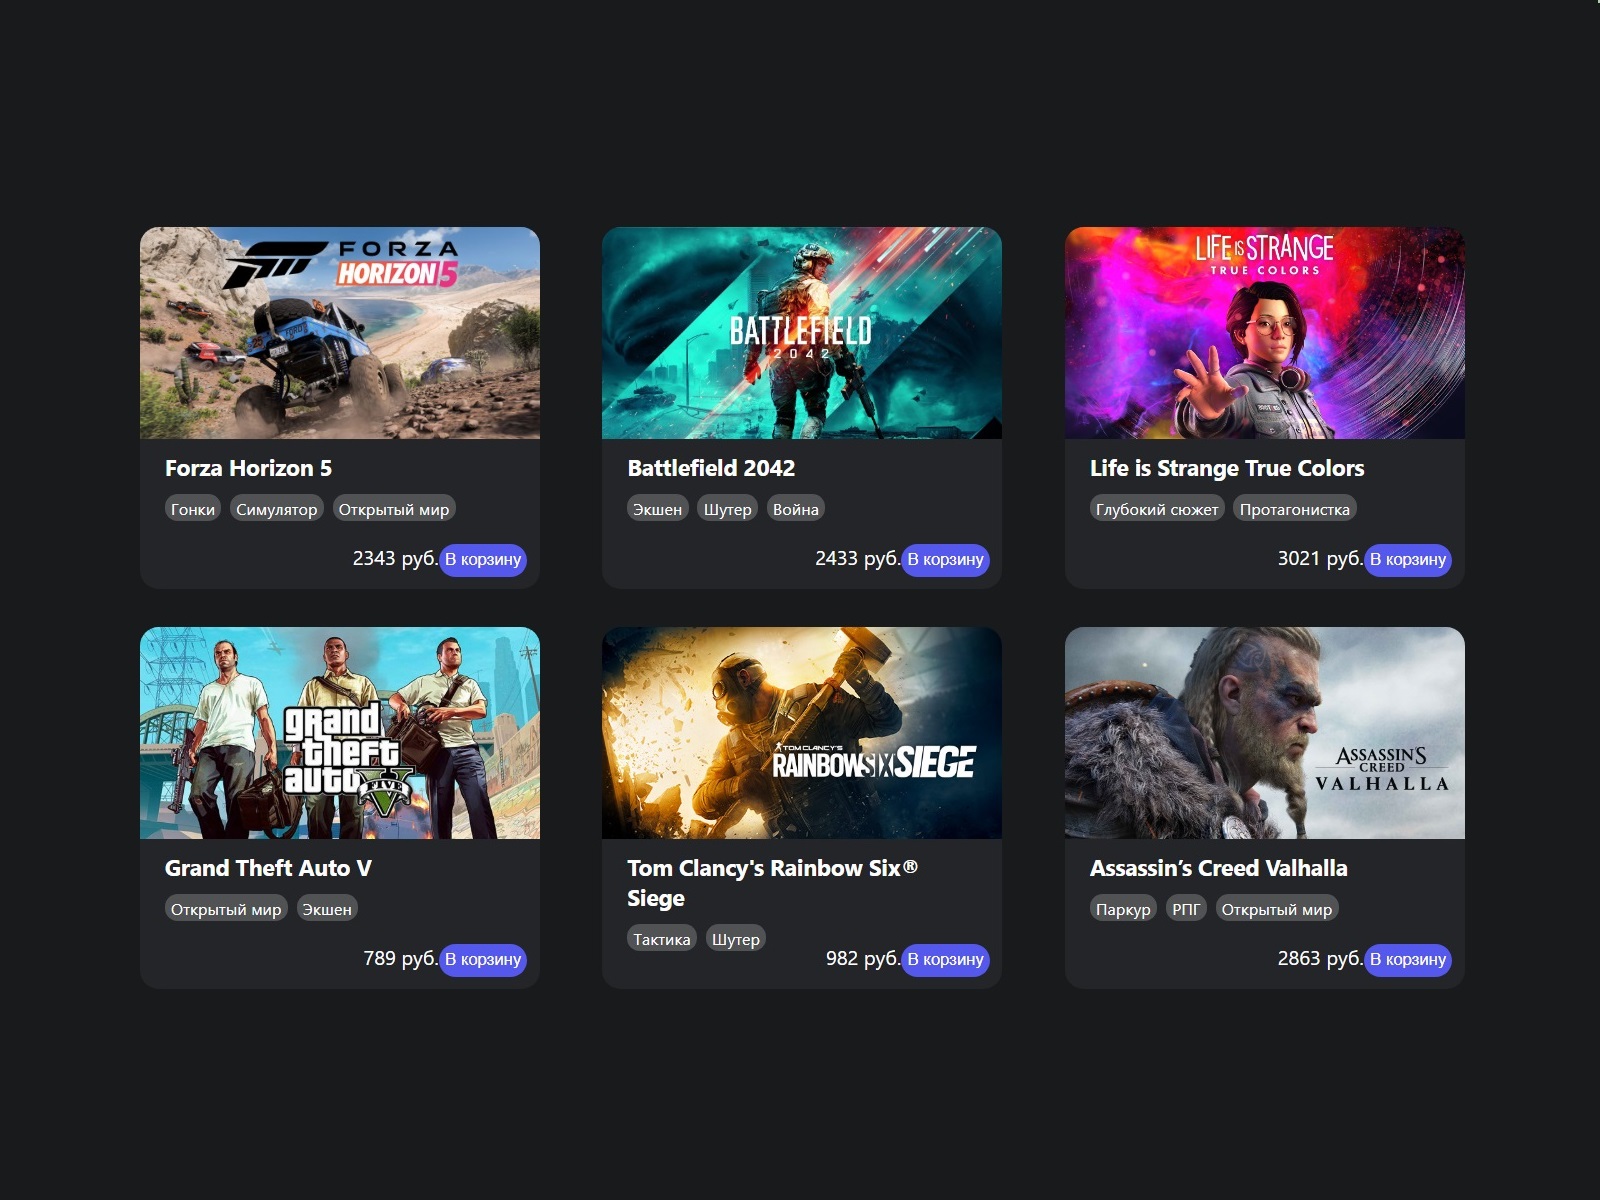 FORZA
HORIZON 5
BATTLEFIELD
2042
LIFE IS STRANGE
TRUE COLORS
Forza Horizon 5
Гонки Симулятор Открытый мир
2343 руб. В корзину
Battlefield 2042
Экшен Шутер Война
2433 руб. В корзину
Life is Strange True Colors
Глубокий сюжет Протагонистка
3021 руб. В корзину
grand
theft
auto
V
FIVE
TOM CLANCY'S
RAINBOW SIX SIEGE
ASSASSIN'S
CREED
VALHALLA
Grand Theft Auto V
Открытый мир Экшен
789 руб. В корзину
Tom Clancy's Rainbow Six®
Siege
Тактика Шутер
982 руб. В корзину
Assassin’s Creed Valhalla
Паркур РПГ Открытый мир
2863 руб. В корзину